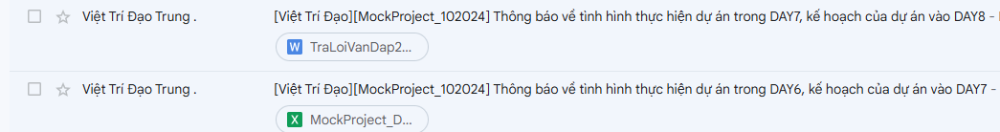 Việt Trí Đạo Trung . [Việt Trí Đạo][MockProject_102024] Thông báo về tình hình thực hiện dự án trong DAY7, kế hoạch của dự án vào DAY8 -
W TraLoiVanDap2...
Việt Trí Đạo Trung . [Việt Trí Đạo][MockProject_102024] Thông báo về tình hình thực hiện dự án trong DAY6, kế hoạch của dự án vào DAY7 -
X MockProject_D...